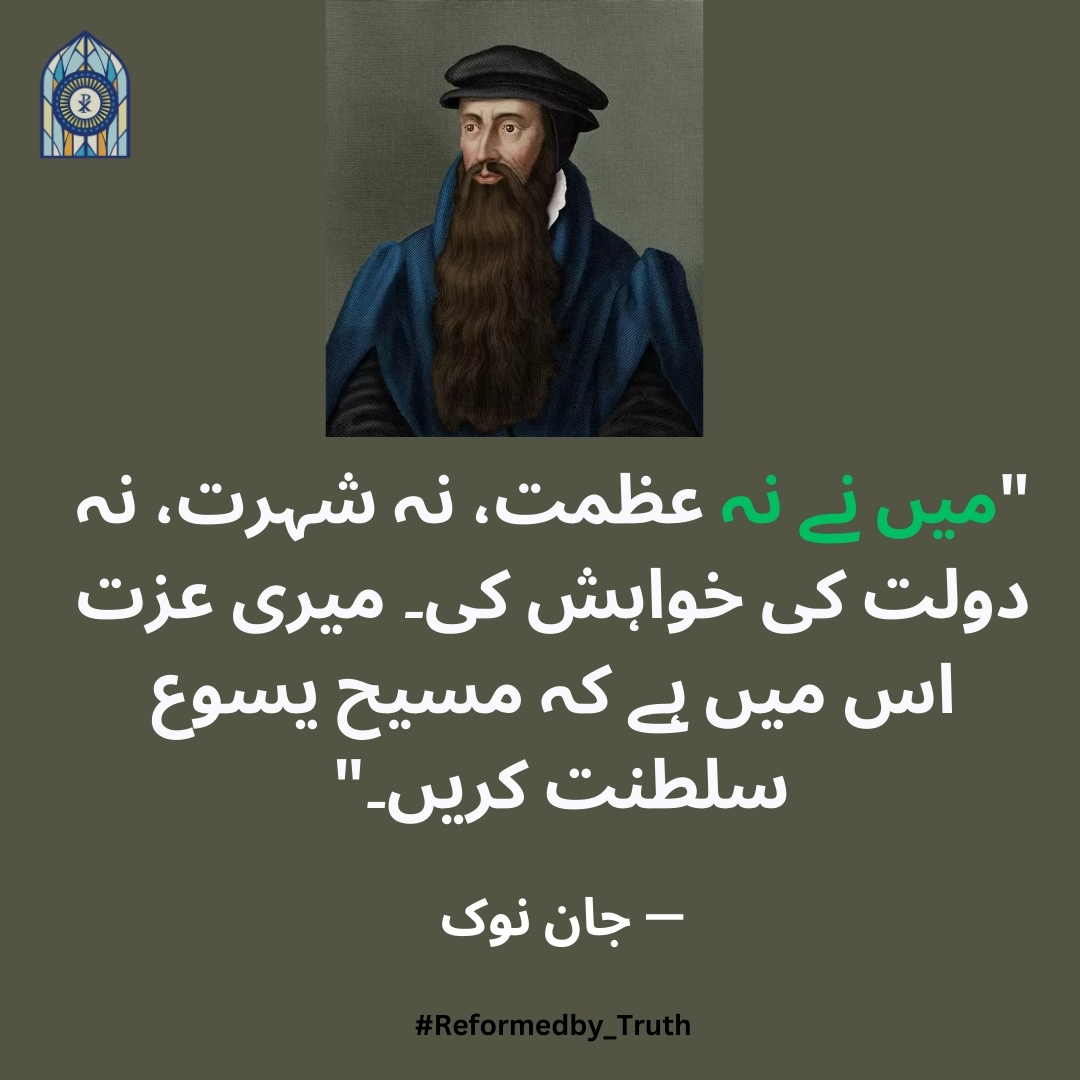 "میں نے نہ عظمت، نہ شہرت، نہ
دولت کی خواہش کی۔ میری عزت
اس میں ہے کہ مسیح یسوع
سلطنت کریں۔"
— جان نوک
#Reformedby_Truth